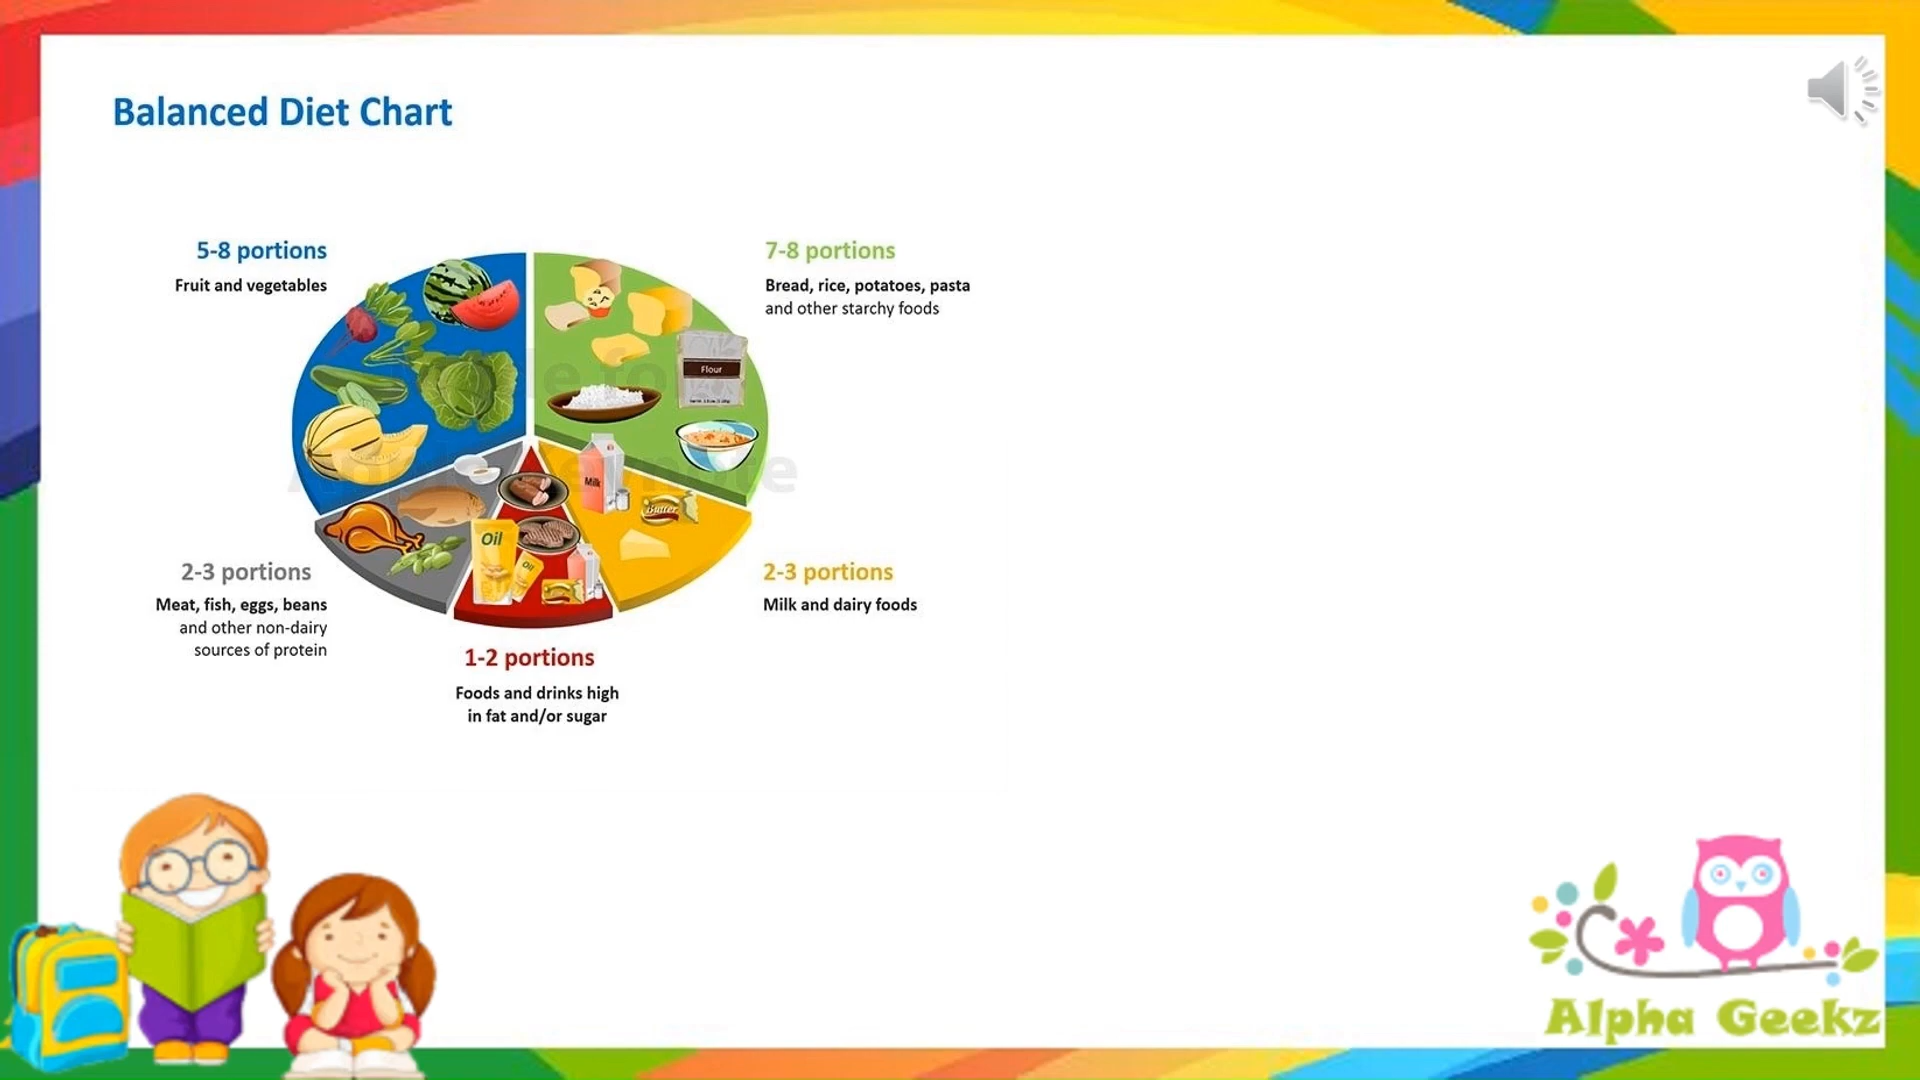 Balanced Diet Chart
5-8 portions
Fruit and vegetables
7-8 portions
Bread, rice, potatoes, pasta
and other starchy foods
Flour
Milk
Butter
Oil
Oil
2-3 portions
Meat, fish, eggs, beans
and other non-dairy
sources of protein
2-3 portions
Milk and dairy foods
1-2 portions
Foods and drinks high
in fat and/or sugar
Alpha Geekz